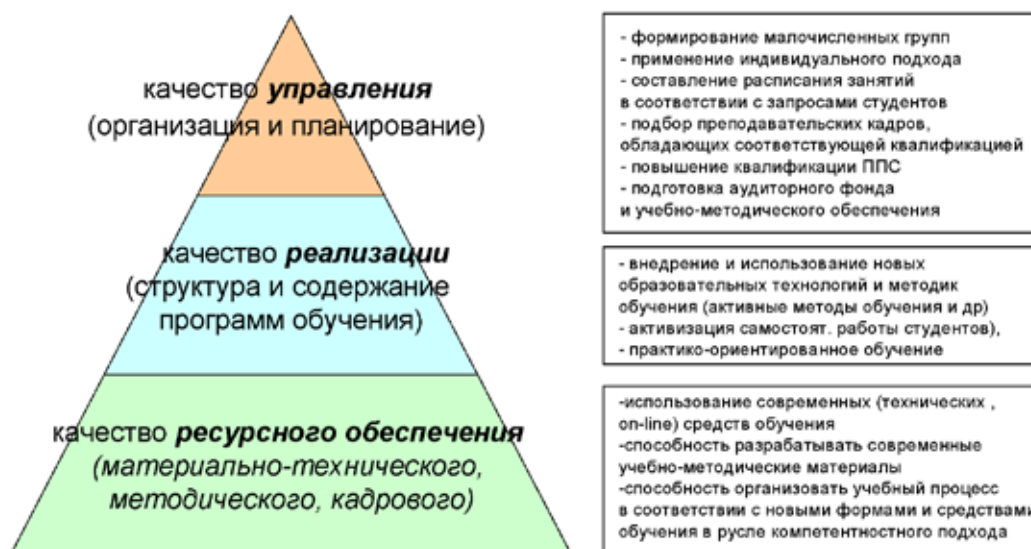 качество управления
(организация и планирование)
- формирование малочисленных групп
- применение индивидуального подхода
- составление расписания занятий
в соответствии с запросами студентов
- подбор преподавательских кадров,
обладающих соответствующей квалификацией
- повышение квалификации ППС
- подготовка аудиторного фонда
и учебно-методического обеспечения
качество реализации
(структура и содержание
программ обучения)
- внедрение и использование новых
образовательных технологий и методик
обучения (активные методы обучения и др)
- активизация самостоят. работы студентов),
- практико-ориентированное обучение
качество ресурсного обеспечения
(материально-технического,
методического, кадрового)
-использование современных (технических ,
on-line) средств обучения
-способность разрабатывать современные
учебно-методические материалы
-способность организовать учебный процесс
в соответствии с новыми формами и средствами
обучения в русле компетентностного подхода